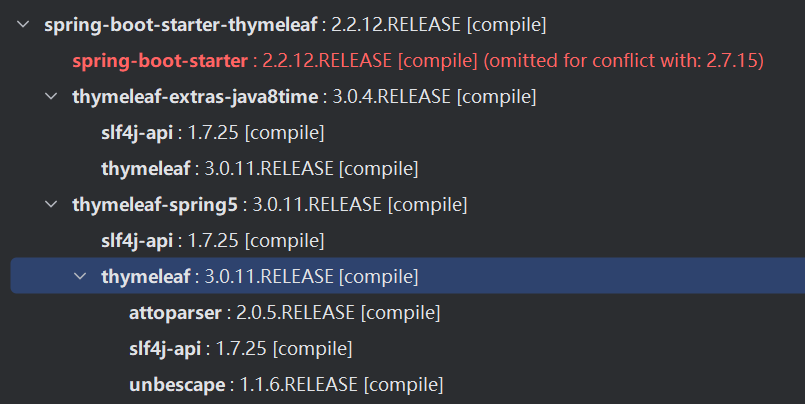 spring-boot-starter-thymeleaf : 2.2.12.RELEASE [compile]
spring-boot-starter : 2.2.12.RELEASE [compile] (omitted for conflict with: 2.7.15)
thymeleaf-extras-java8time : 3.0.4.RELEASE [compile]
slf4j-api : 1.7.25 [compile]
thymeleaf : 3.0.11.RELEASE [compile]
thymeleaf-spring5 : 3.0.11.RELEASE [compile]
slf4j-api : 1.7.25 [compile]
thymeleaf : 3.0.11.RELEASE [compile]
attoparser : 2.0.5.RELEASE [compile]
slf4j-api : 1.7.25 [compile]
unbescape : 1.1.6.RELEASE [compile]